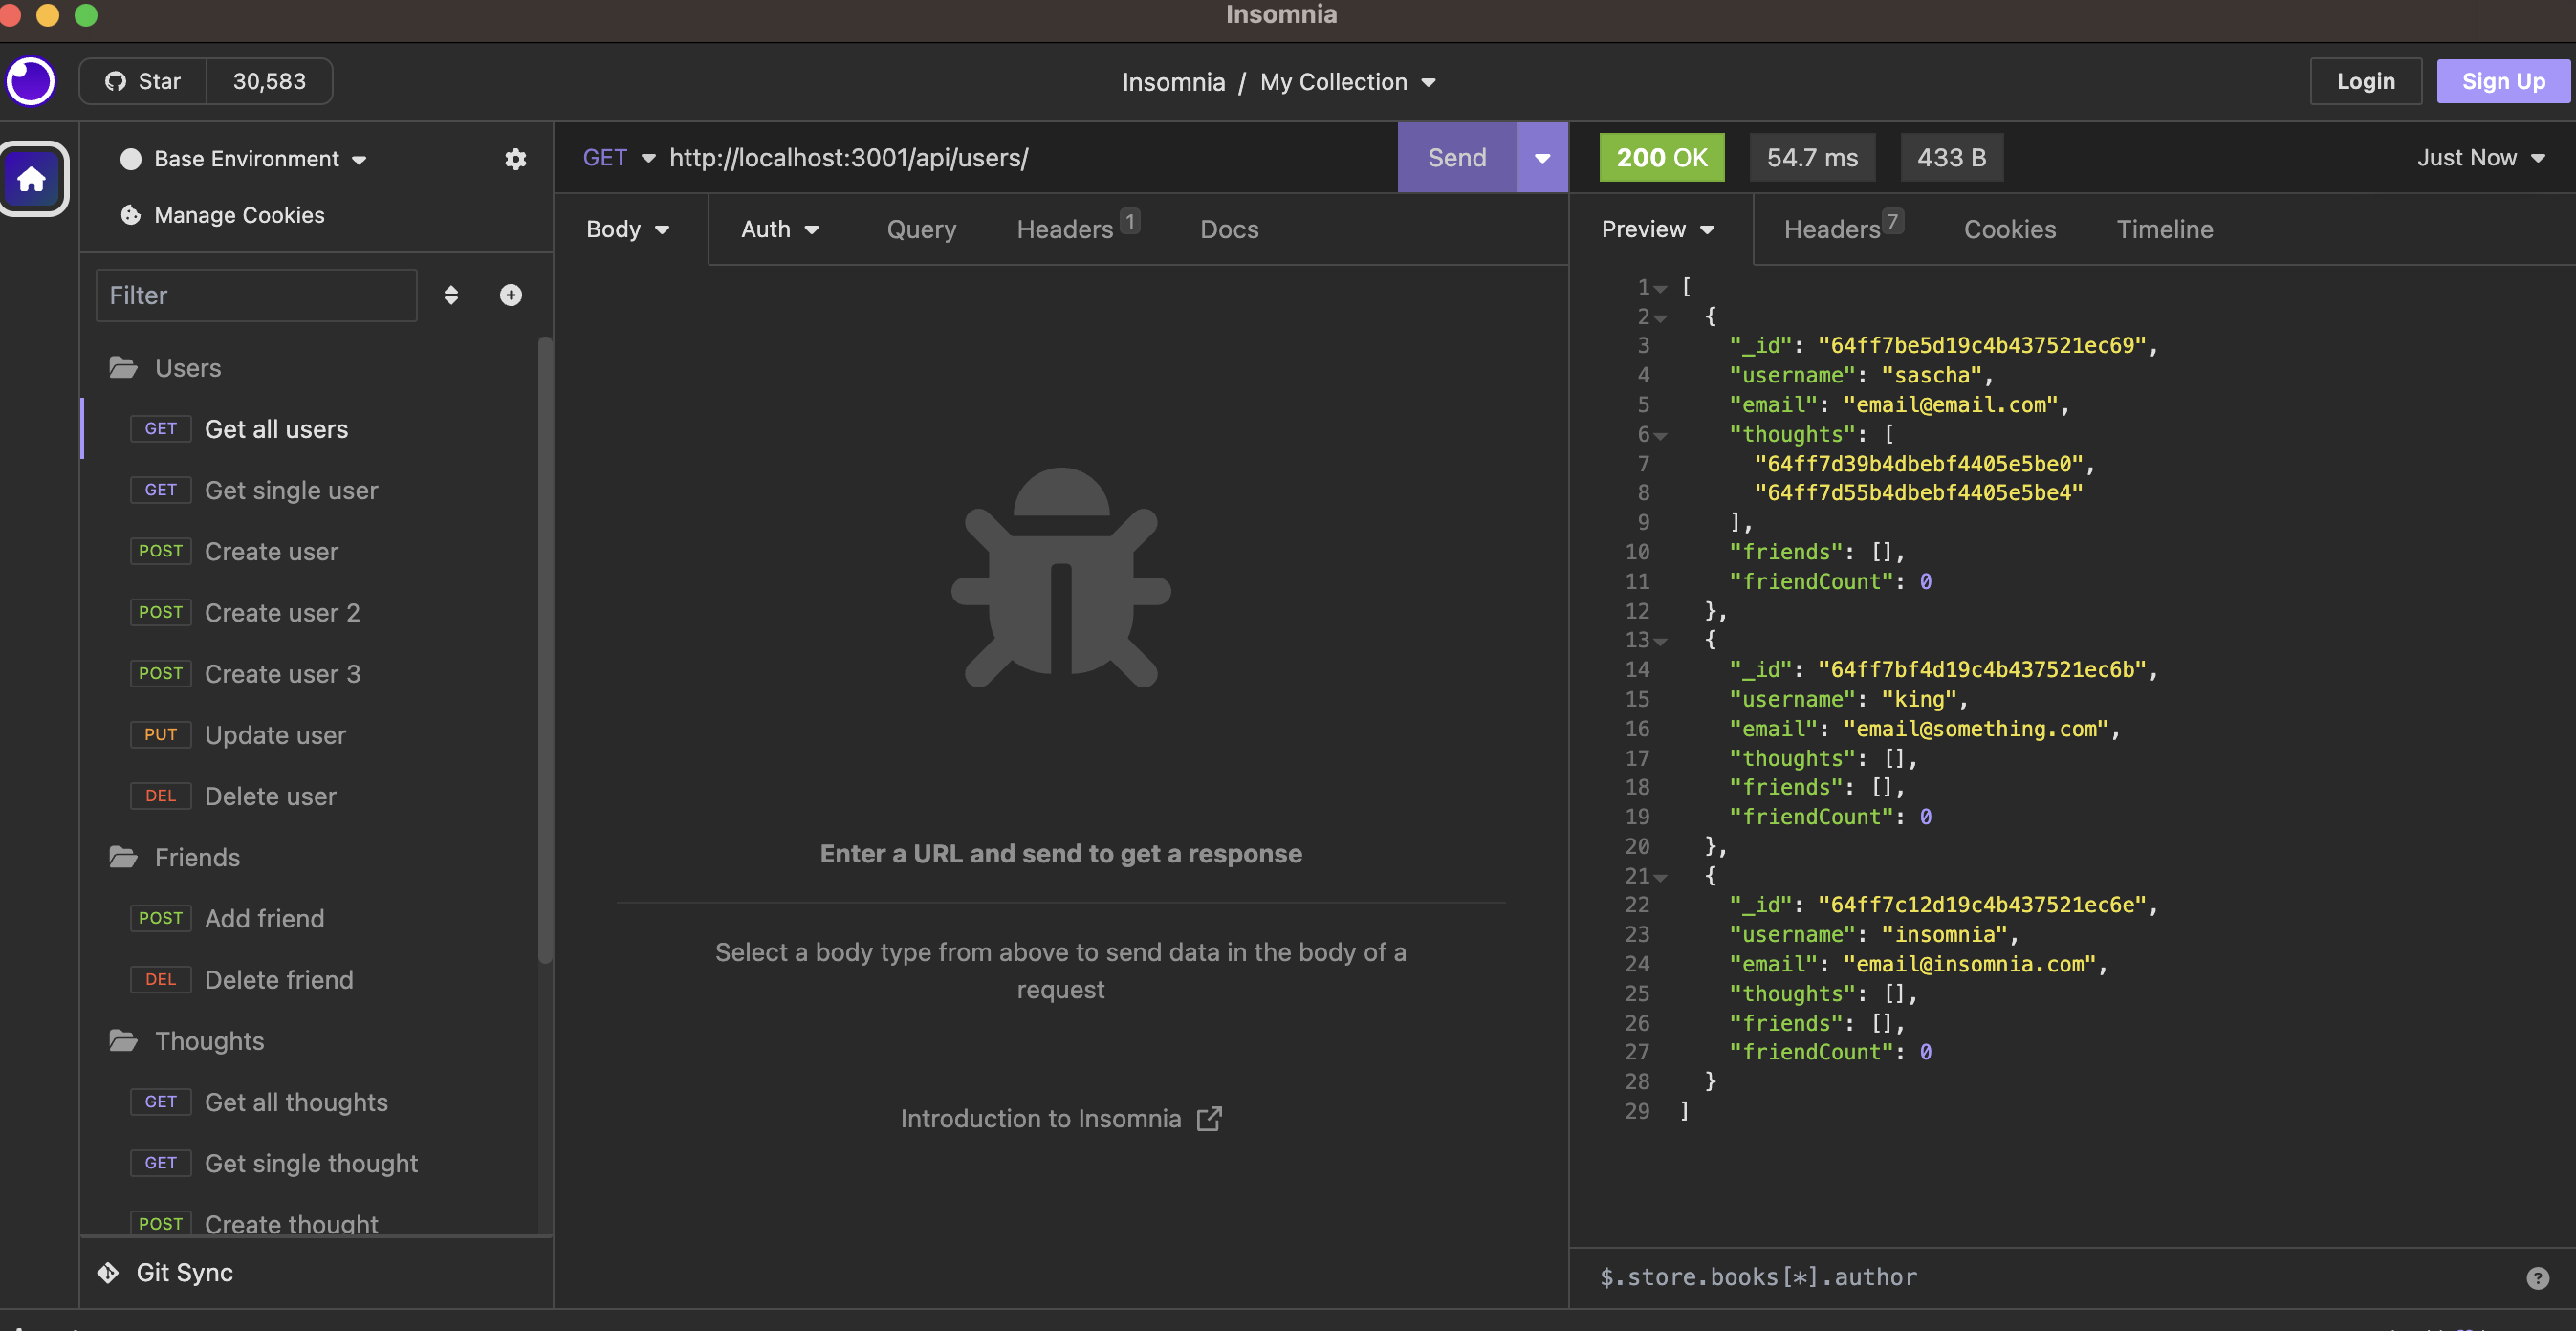 Insomnia
Star 30,583
Insomnia / My Collection
Login Sign Up
Base Environment
Manage Cookies
Filter
Users
GET Get all users
GET Get single user
POST Create user
POST Create user 2
POST Create user 3
PUT Update user
DEL Delete user
Friends
POST Add friend
DEL Delete friend
Thoughts
GET Get all thoughts
GET Get single thought
POST Create thought
Git Sync
GET http://localhost:3001/api/users/ Send
Body Auth Query Headers 1 Docs
Enter a URL and send to get a response
Select a body type from above to send data in the body of a
request
Introduction to Insomnia
200 OK 54.7 ms 433 B Just Now
Preview Headers 7 Cookies Timeline
1 [
2 {
3 "_id": "64ff7be5d19c4b437521ec69",
4 "username": "sascha",
5 "email": "email@email.com",
6 "thoughts": [
7 "64ff7d39b4dbebf4405e5be0",
8 "64ff7d55b4dbebf4405e5be4"
9 ],
10 "friends": [],
11 "friendCount": 0
12 },
13 {
14 "_id": "64ff7bf4d19c4b437521ec6b",
15 "username": "king",
16 "email": "email@something.com",
17 "thoughts": [],
18 "friends": [],
19 "friendCount": 0
20 },
21 {
22 "_id": "64ff7c12d19c4b437521ec6e",
23 "username": "insomnia",
24 "email": "email@insomnia.com",
25 "thoughts": [],
26 "friends": [],
27 "friendCount": 0
28 }
29 ]
$.store.books[*].author